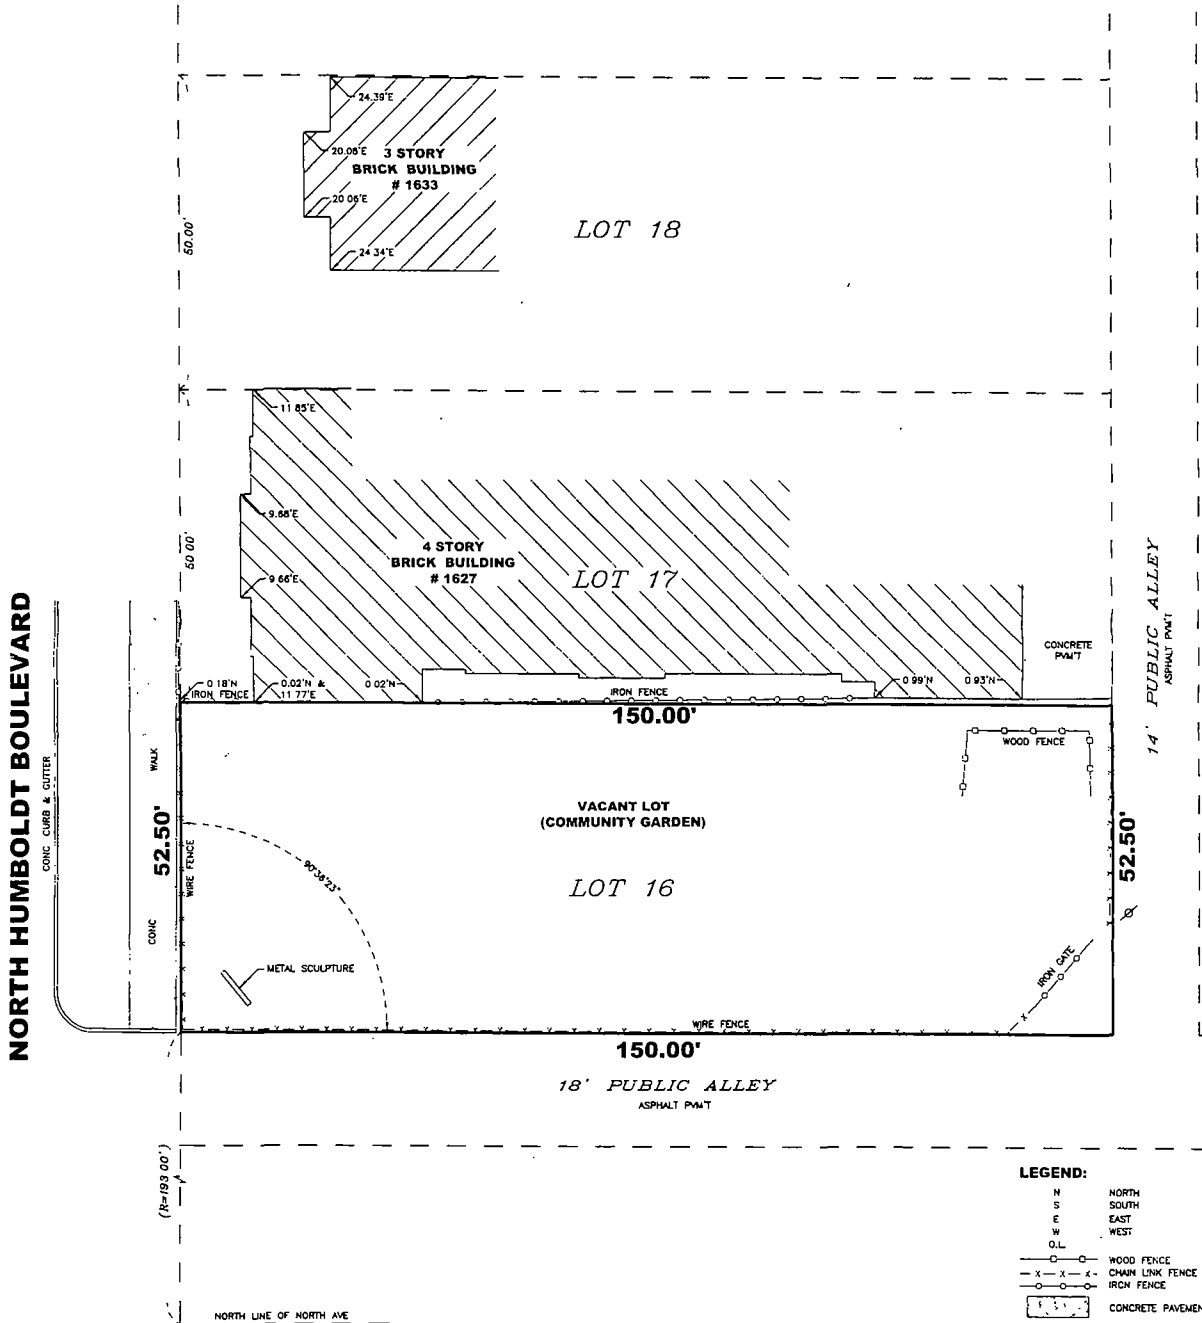 24.39'E
20.06'E
3 STORY
BRICK BUILDING
# 1633
20 06'E
24 34'E
LOT 18
50.00'
11 85'E
9.68'E
4 STORY
BRICK BUILDING
# 1627
LOT 17
9 66'E
50 00'
CONCRETE
PVM'T
14' PUBLIC ALLEY
ASPHALT PVM'T
0 18'N
IRON FENCE
0.02'N &
11 77'E
0 02'N
IRON FENCE
0 99'N
0 93'N
150.00'
WOOD FENCE
NORTH HUMBOLDT BOULEVARD
CONC CURB & GUTTER
CONC WALK
52.50'
WIRE FENCE
VACANT LOT
(COMMUNITY GARDEN)
LOT 16
90°36'23"
52.50'
METAL SCULPTURE
IRON GATE
WIRE FENCE
150.00'
18' PUBLIC ALLEY
ASPHALT PVM'T
(R=193 00')
NORTH LINE OF NORTH AVE
LEGEND:
N NORTH
S SOUTH
E EAST
W WEST
O.L.
WOOD FENCE
CHAIN LINK FENCE
IRON FENCE
CONCRETE PAVEMEN